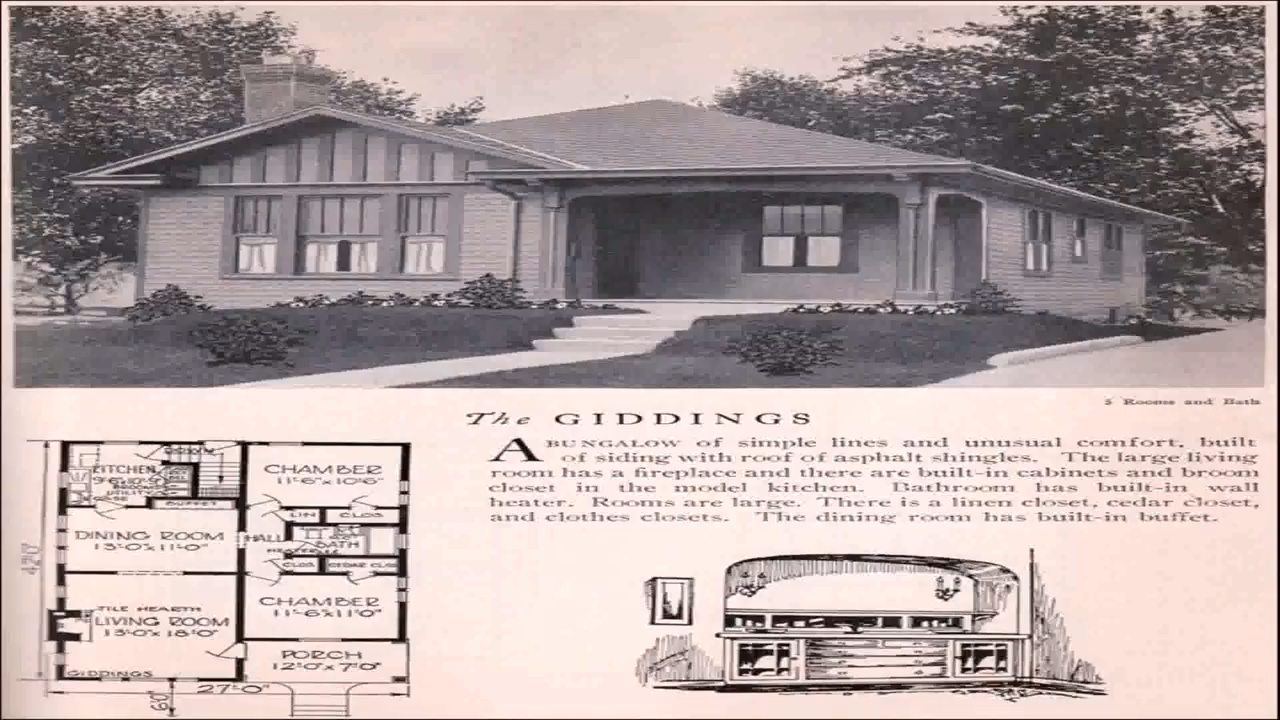 5 Rooms and Bath
The GIDDINGS
A BUNGALOW of simple lines and unusual comfort, built
of siding with roof of asphalt shingles. The large living
room has a fireplace and there are built-in cabinets and broom
closet in the model kitchen. Bathroom has built-in wall
heater. Rooms are large. There is a linen closet, cedar closet,
and clothes closets. The dining room has built-in buffet.
DOWN
KITCHEN
CHAMBER
11'-6"x10'-6"
BUFFET
LIN
CLOS
DINING ROOM
13'-0"x11'-0"
HALL
BATH
HEATER
CLOS
CEDAR CLO
CHAMBER
11'-6"x11'-0"
TILE HEARTH
LIVING ROOM
13'-0"x18'-0"
PORCH
12'-0"x7'-0"
GIDDINGS
27'-0"